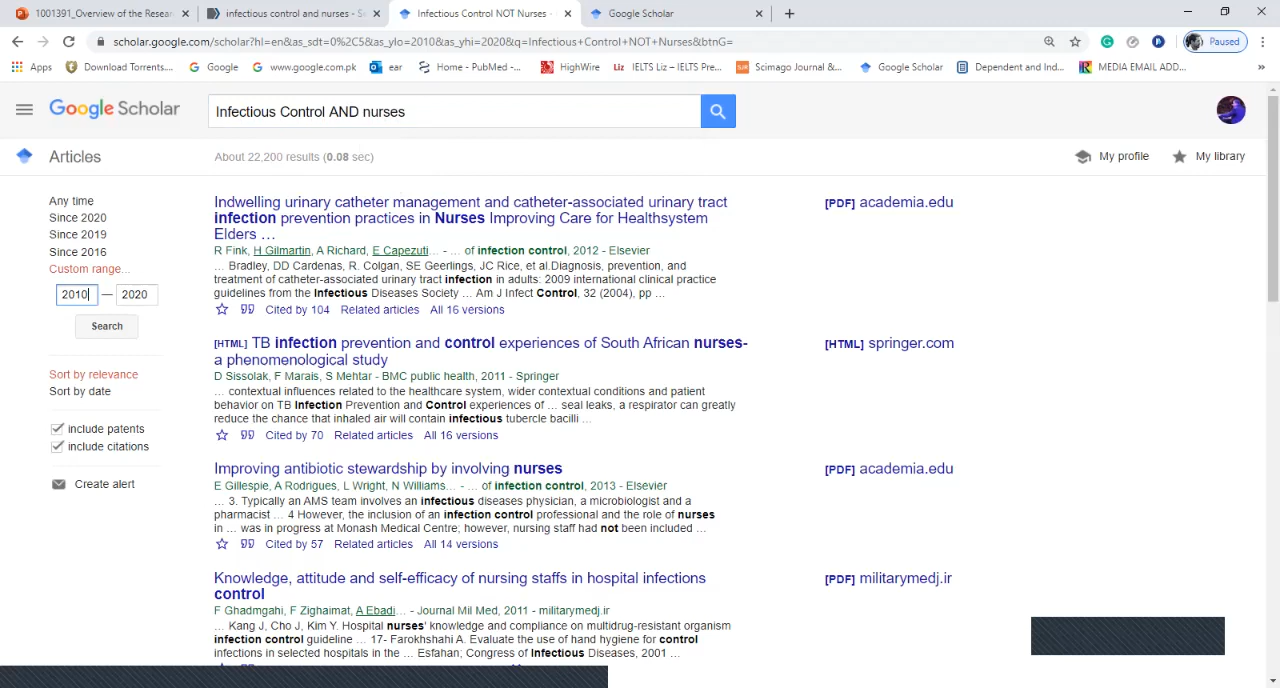 1001391_Overview of the Resear
infectious control and nurses - S
Infectious Control NOT Nurses -
Google Scholar
scholar.google.com/scholar?hl=en&as_sdt=0%2C5&as_ylo=2010&as_yhi=2020&q=Infectious+Control+NOT+Nurses&btnG=
Paused
Apps
Download Torrents....
Google
www.google.com.pk
ear
Home - PubMed -...
HighWire
Liz IELTS Liz – IELTS Pre...
Scimago Journal &...
Google Scholar
Dependent and Ind...
MEDIA EMAIL ADD...
»
Google Scholar
Infectious Control AND nurses
Articles
About 22,200 results (0.08 sec)
My profile
My library
Any time
Since 2020
Since 2019
Since 2016
Custom range...
2010 — 2020
Search
Sort by relevance
Sort by date
include patents
include citations
Create alert
Indwelling urinary catheter management and catheter-associated urinary tract
infection prevention practices in Nurses Improving Care for Healthsystem
Elders …
R Fink, H Gilmartin, A Richard, E Capezuti… - … of infection control, 2012 - Elsevier
… Bradley, DD Cardenas, R. Colgan, SE Geerlings, JC Rice, et al.Diagnosis, prevention, and
treatment of catheter-associated urinary tract infection in adults: 2009 international clinical practice
guidelines from the Infectious Diseases Society … Am J Infect Control, 32 (2004), pp …
Cited by 104 Related articles All 16 versions
[PDF] academia.edu
[HTML] TB infection prevention and control experiences of South African nurses-
a phenomenological study
D Sissolak, F Marais, S Mehtar - BMC public health, 2011 - Springer
… contextual influences related to the healthcare system, wider contextual conditions and patient
behavior on TB Infection Prevention and Control experiences of … seal leaks, a respirator can greatly
reduce the chance that inhaled air will contain infectious tubercle bacilli …
Cited by 70 Related articles All 16 versions
[HTML] springer.com
Improving antibiotic stewardship by involving nurses
E Gillespie, A Rodrigues, L Wright, N Williams… - … of infection control, 2013 - Elsevier
… 3. Typically an AMS team involves an infectious diseases physician, a microbiologist and a
pharmacist … 4 However, the inclusion of an infection control professional and the role of nurses
in … was in progress at Monash Medical Centre; however, nursing staff had not been included …
Cited by 57 Related articles All 14 versions
[PDF] academia.edu
Knowledge, attitude and self-efficacy of nursing staffs in hospital infections
control
F Ghadmgahi, F Zighaimat, A Ebadi… - Journal Mil Med, 2011 - militarymedj.ir
… Kang J, Cho J, Kim Y. Hospital nurses' knowledge and compliance on multidrug-resistant organism
infection control guideline … 17- Farokhshahi A. Evaluate the use of hand hygiene for control
infections in selected hospitals in the … Esfahan; Congress of Infectious Diseases, 2001 …
[PDF] militarymedj.ir